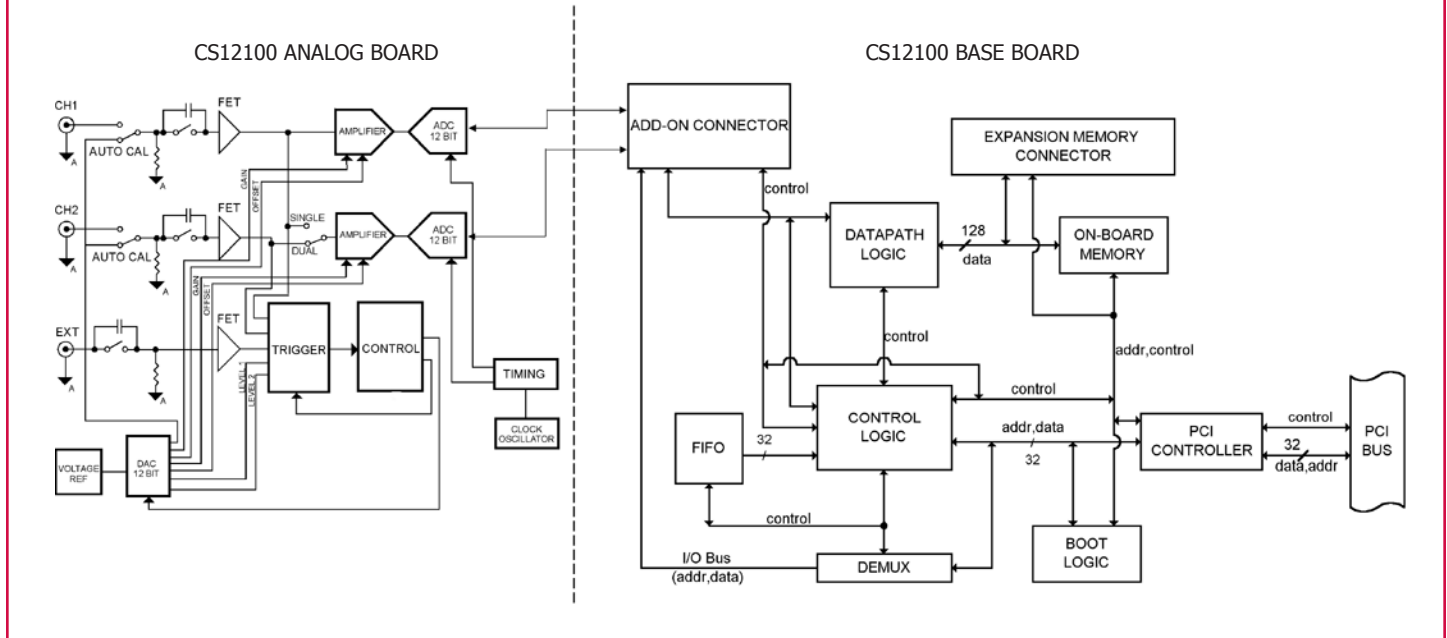 CS12100 ANALOG BOARD
CS12100 BASE BOARD
CH1
A
AUTO CAL
A
FET
AMPLIFIER
ADC
12 BIT
GAIN
OFFSET
CH2
A
AUTO CAL
A
FET
SINGLE
DUAL
AMPLIFIER
ADC
12 BIT
GAIN
OFFSET
EXT
A
A
FET
TRIGGER
CONTROL
LEVEL 1
LEVEL 2
TIMING
CLOCK
OSCILLATOR
VOLTAGE
REF
DAC
12 BIT
ADD-ON CONNECTOR
control
EXPANSION MEMORY
CONNECTOR
DATAPATH
LOGIC
128
data
ON-BOARD
MEMORY
control
addr,control
FIFO
32
CONTROL
LOGIC
control
addr,data
32
PCI
CONTROLLER
control
32
data,addr
PCI
BUS
control
I/O Bus
(addr,data)
DEMUX
BOOT
LOGIC